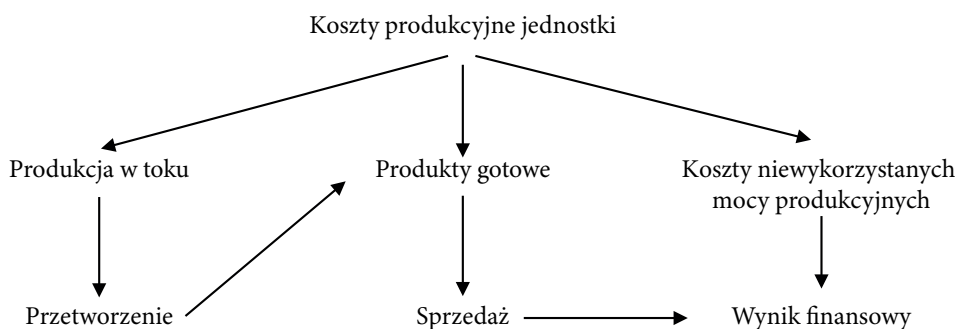 Koszty produkcyjne jednostki
Produkcja w toku
Produkty gotowe
Koszty niewykorzystanych
mocy produkcyjnych
Przetworzenie
Sprzedaż
Wynik finansowy